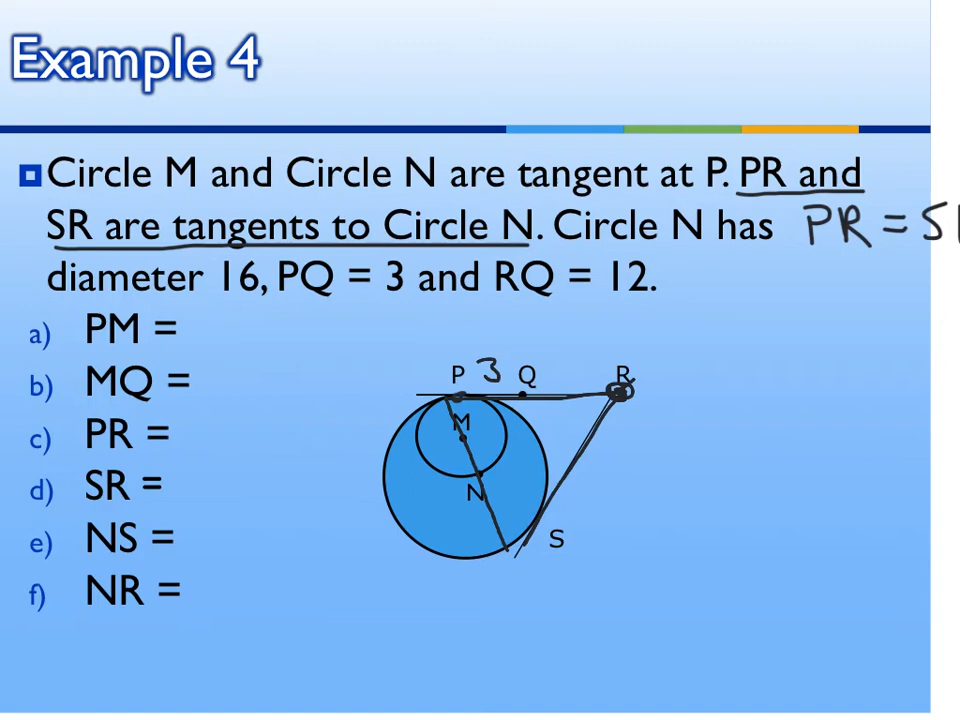 Example 4
Circle M and Circle N are tangent at P. PR and
SR are tangents to Circle N. Circle N has
PR = S
diameter 16, PQ = 3 and RQ = 12.
a) PM =
b) MQ =
c) PR =
d) SR =
e) NS =
f) NR =
P 3 Q R
M
N
S